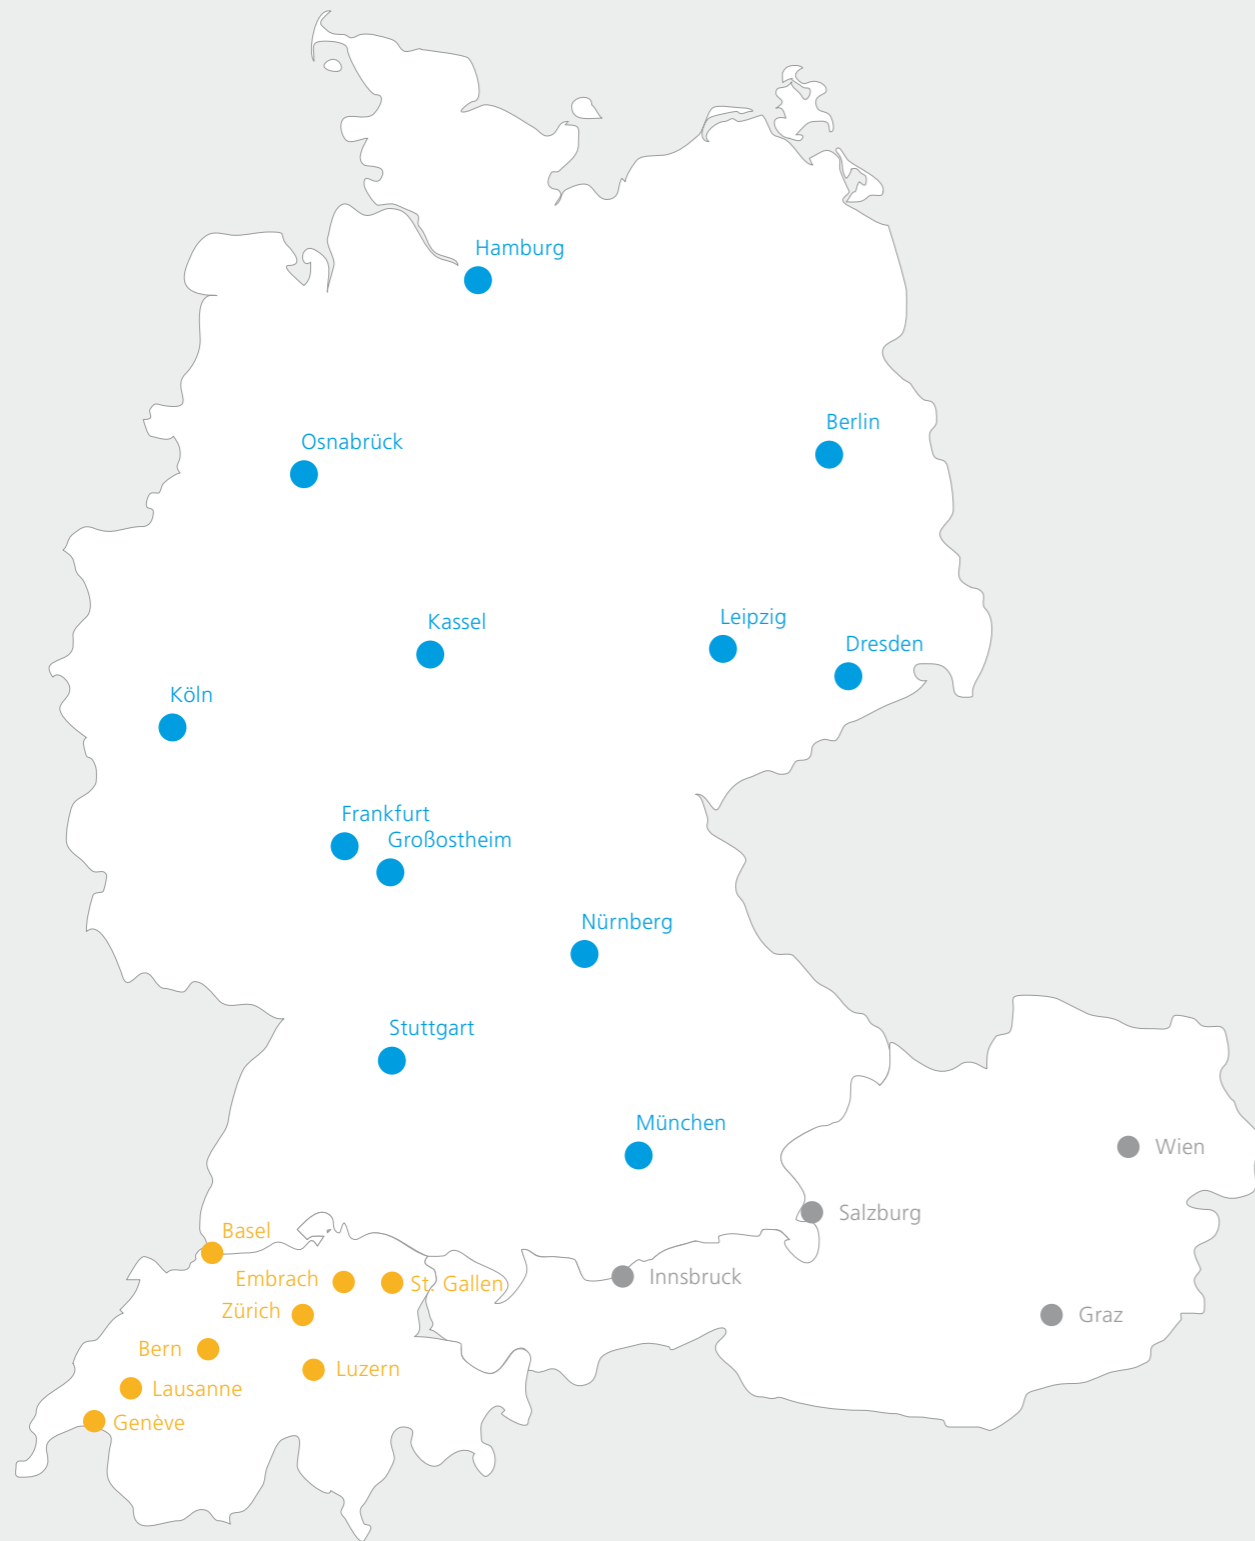 Hamburg
Berlin
Osnabrück
Leipzig
Kassel
Dresden
Köln
Frankfurt
Großostheim
Nürnberg
Stuttgart
München
Wien
Salzburg
Basel
Innsbruck
Embrach
St. Gallen
Zürich
Graz
Bern
Luzern
Lausanne
Genève